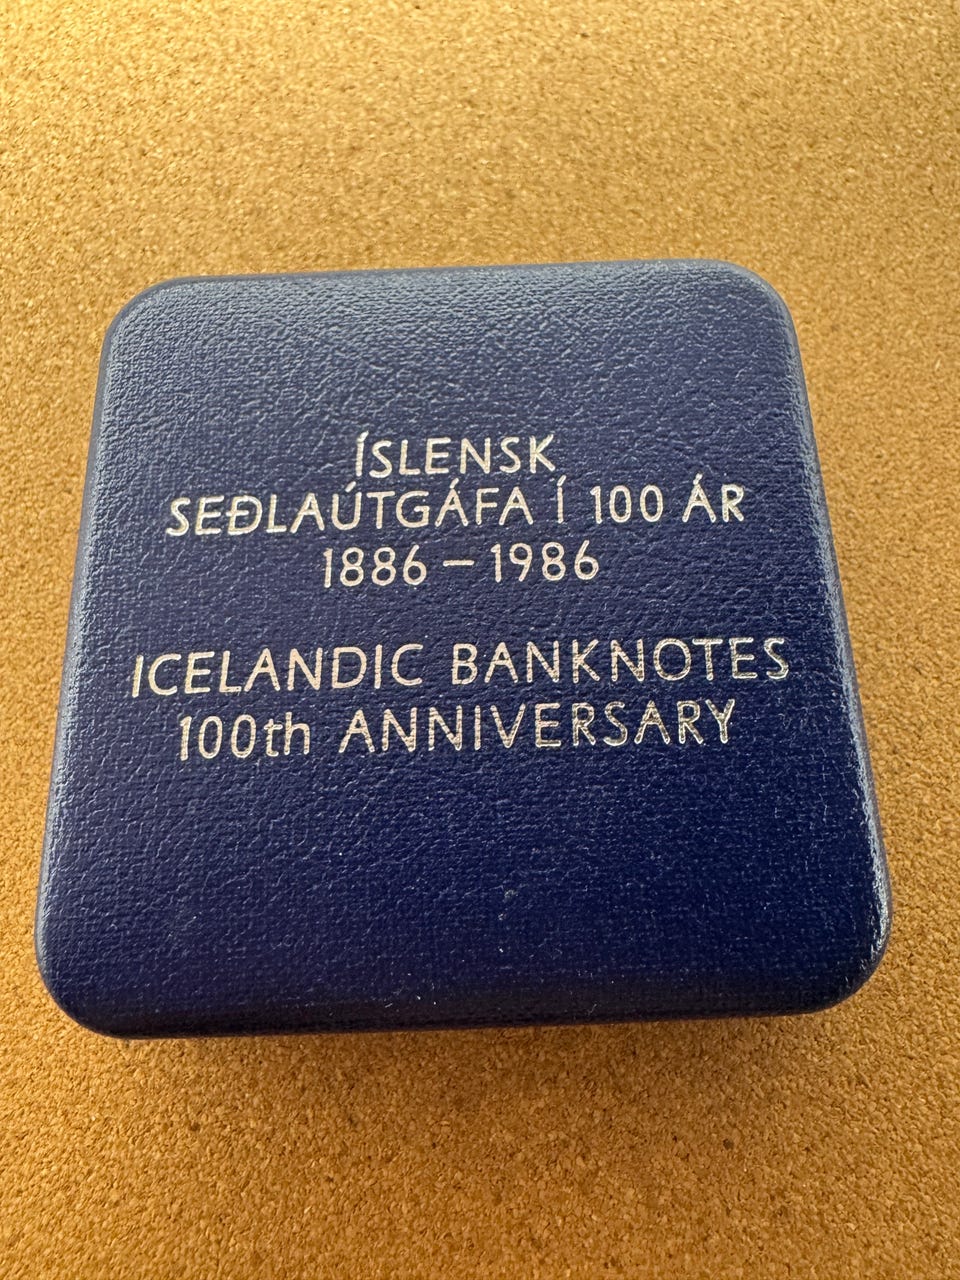 ÍSLENSK
SEÐLAÚTGÁFA Í 100 ÁR
1886 – 1986
ICELANDIC BANKNOTES
100th ANNIVERSARY